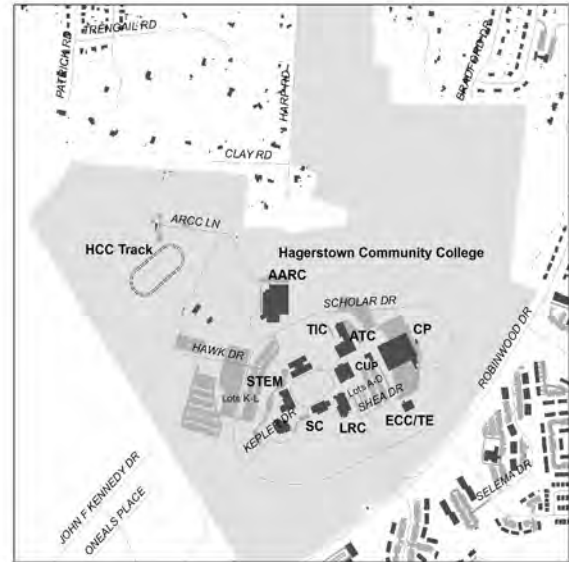 TRENGAIL RD
PATRICK RD
BRADFORD DR
HARP RD
CLAY RD
ARCC LN
HCC Track
Hagerstown Community College
AARC
SCHOLAR DR
TIC
ATC
CP
ROBINWOOD DR
HAWK DR
STEM
CUP
Lots A-D
Lots K-L
SHEA DR
KEPLER DR
SC
LRC
ECC/TE
SELEMA DR
JOHN F KENNEDY DR
ONEALS PLACE